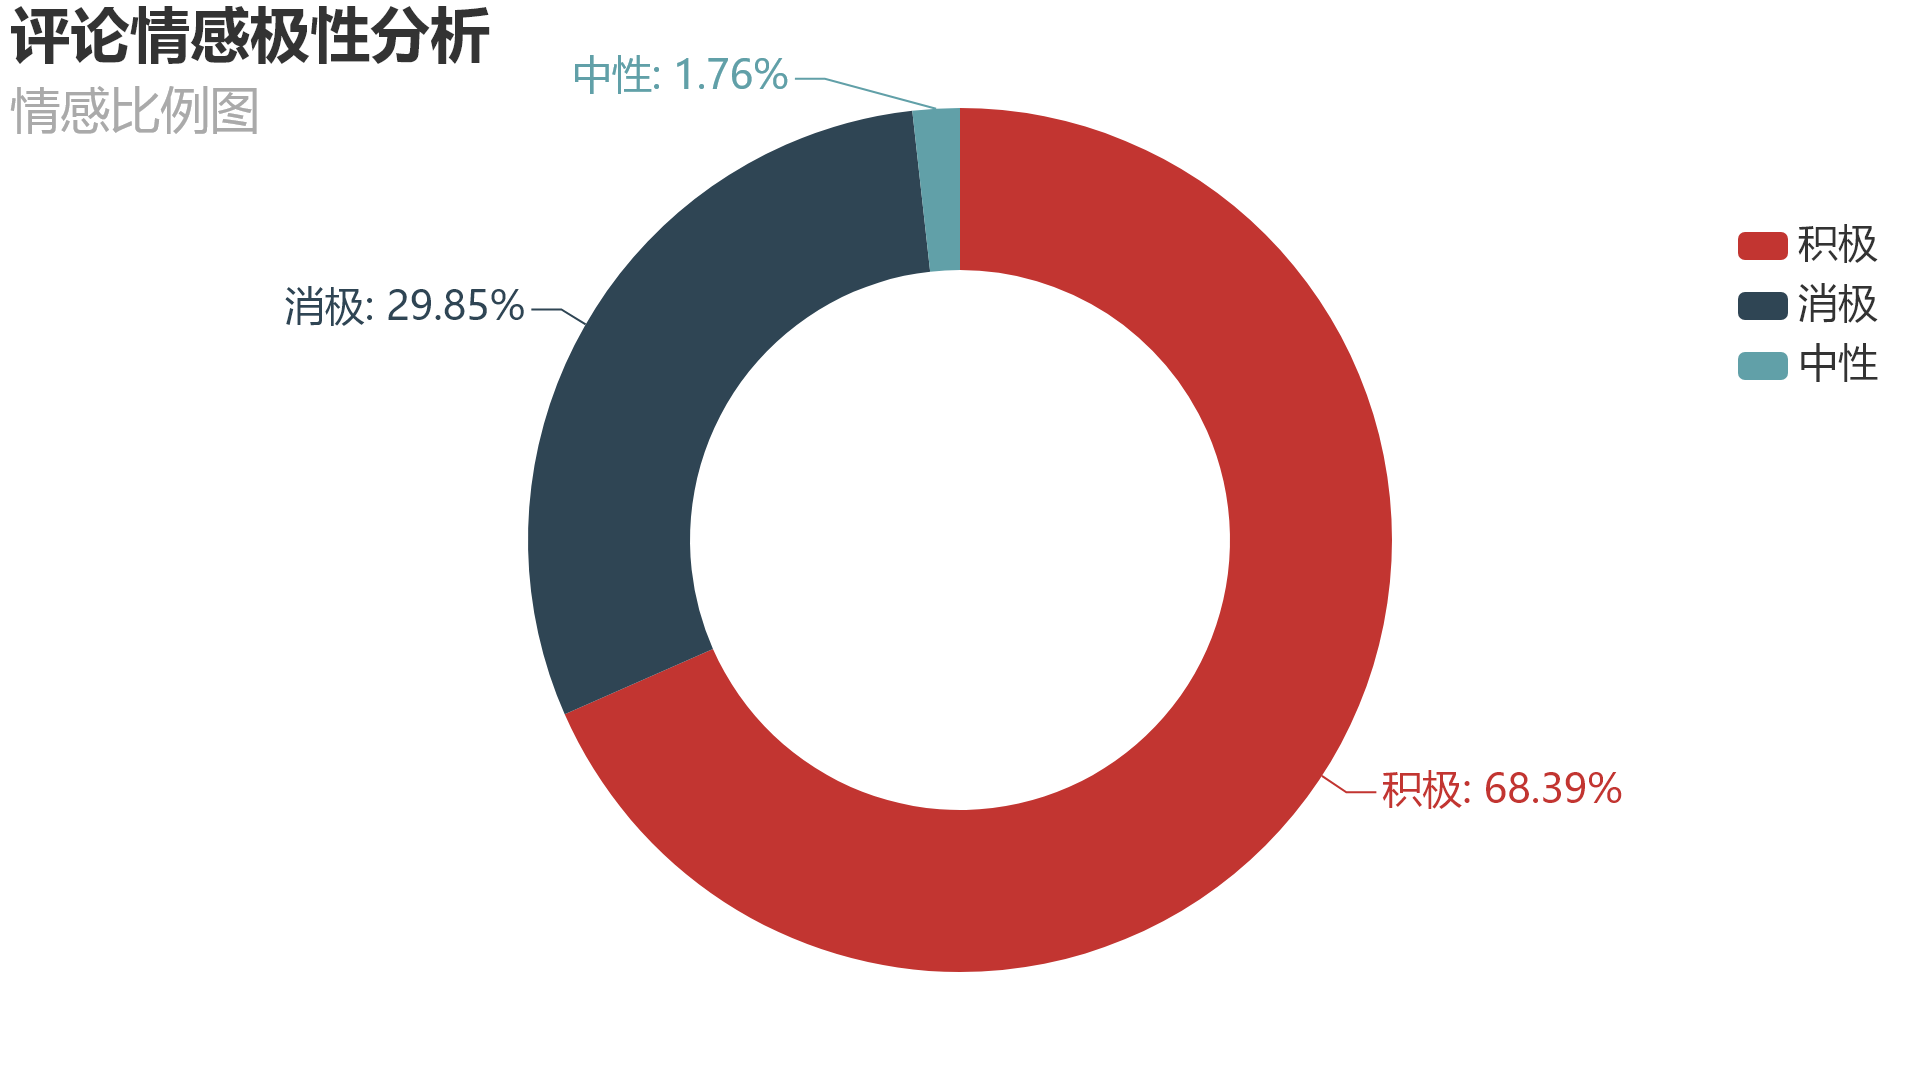 评论情感极性分析
情感比例图
中性: 1.76%
消极: 29.85%
积极: 68.39%
积极
消极
中性